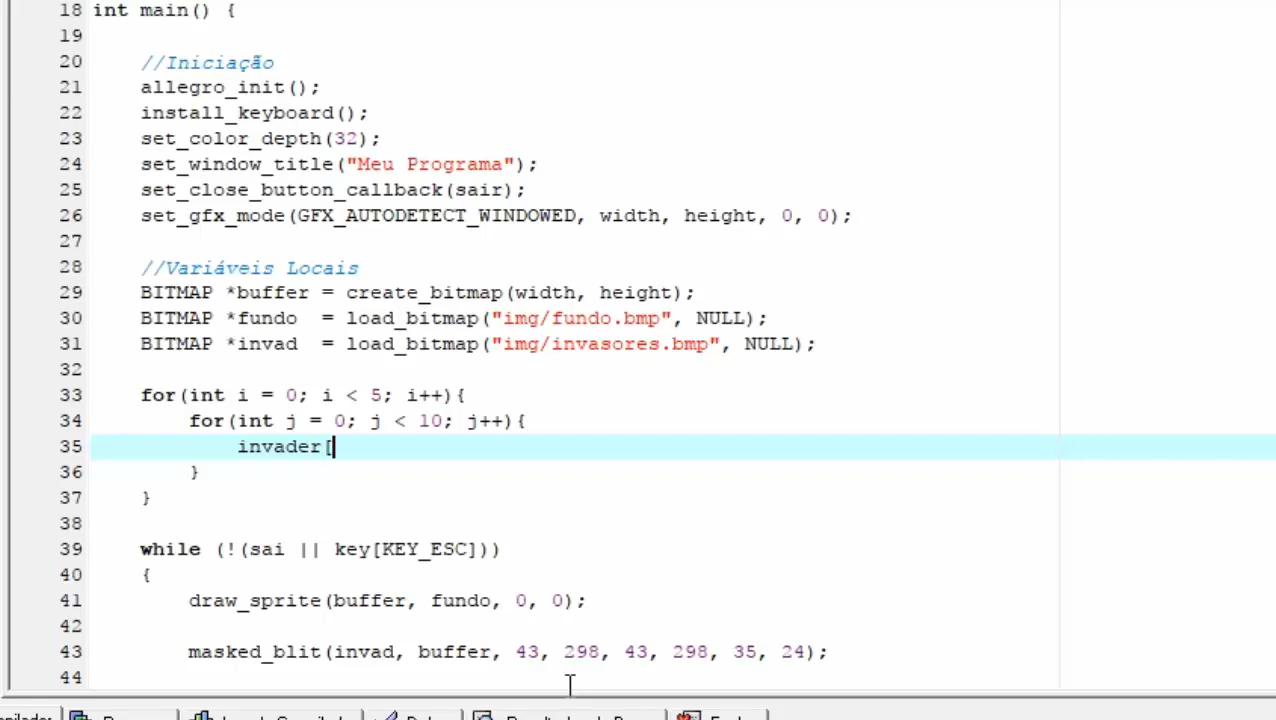 18 int main() {
19
20 //Iniciação
21 allegro_init();
22 install_keyboard();
23 set_color_depth(32);
24 set_window_title("Meu Programa");
25 set_close_button_callback(sair);
26 set_gfx_mode(GFX_AUTODETECT_WINDOWED, width, height, 0, 0);
27
28 //Variáveis Locais
29 BITMAP *buffer = create_bitmap(width, height);
30 BITMAP *fundo  = load_bitmap("img/fundo.bmp", NULL);
31 BITMAP *invad  = load_bitmap("img/invasores.bmp", NULL);
32
33 for(int i = 0; i < 5; i++){
34 for(int j = 0; j < 10; j++){
35 invader[
36 }
37 }
38
39 while (!(sai || key[KEY_ESC]))
40 {
41 draw_sprite(buffer, fundo, 0, 0);
42
43 masked_blit(invad, buffer, 43, 298, 43, 298, 35, 24);
44